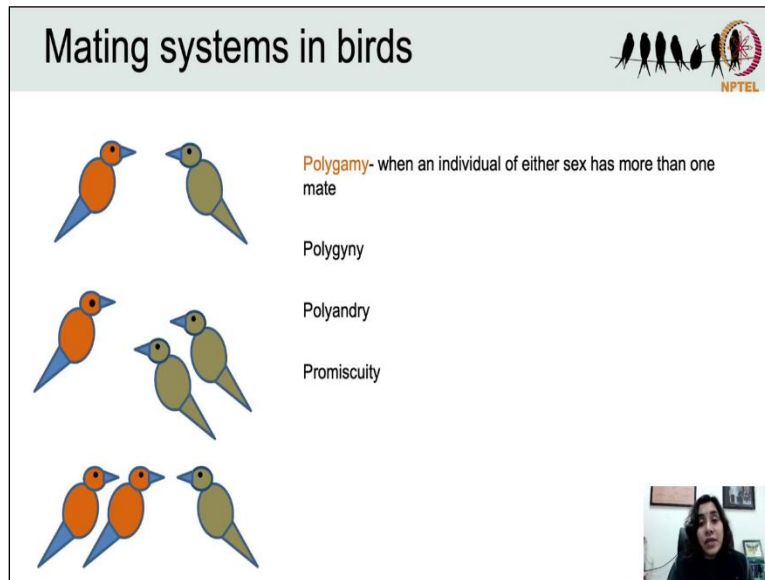 Mating systems in birds
NPTEL
Polygamy- when an individual of either sex has more than one
mate
Polygyny
Polyandry
Promiscuity